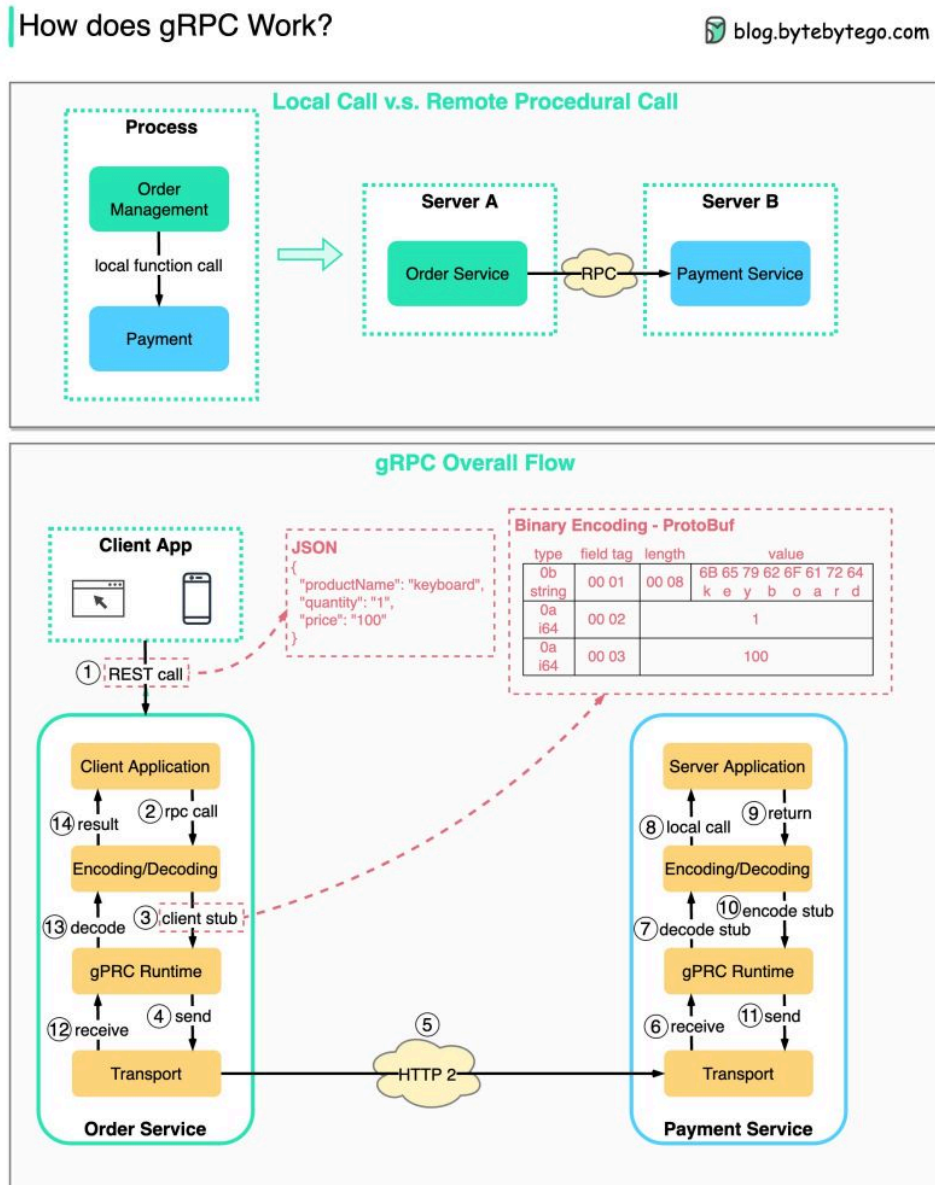 How does gRPC Work?
blog.bytebytego.com
Local Call v.s. Remote Procedural Call
Process
Order
Management
local function call
Payment
Server A
Order Service
RPC
Server B
Payment Service
gRPC Overall Flow
Client App
1 REST call
JSON
{
"productName": "keyboard",
"quantity": "1",
"price": "100"
}
Binary Encoding - ProtoBuf
type field tag length value
0b
string
00 01
00 08
6B 65 79 62 6F 61 72 64
k e y b o a r d
0a
i64
00 02
1
0a
i64
00 03
100
Client Application
14 result
2 rpc call
Encoding/Decoding
13 decode
3 client stub
gPRC Runtime
12 receive
4 send
Transport
Order Service
5
HTTP 2
Server Application
8 local call
9 return
Encoding/Decoding
7 decode stub
10 encode stub
gPRC Runtime
6 receive
11 send
Transport
Payment Service